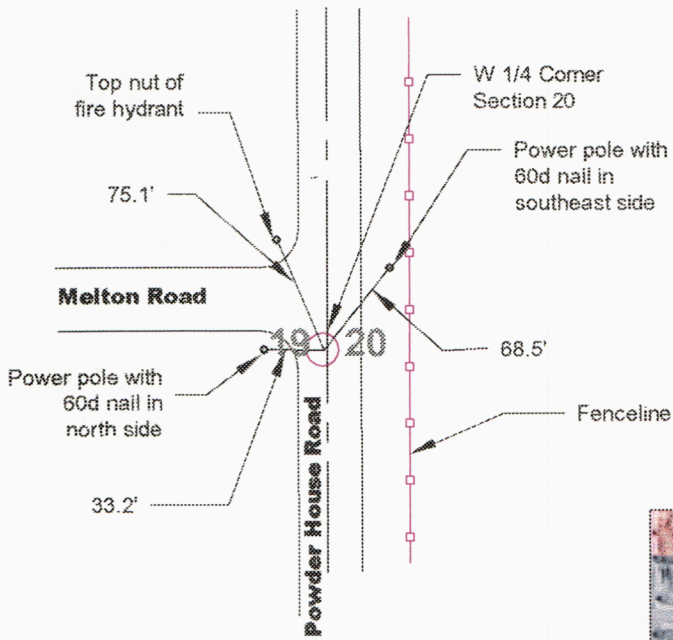 Top nut of
fire hydrant
W 1/4 Corner
Section 20
Power pole with
60d nail in
southeast side
75.1'
Melton Road
19
20
68.5'
Power pole with
60d nail in
north side
Fenceline
33.2'
Powder House Road